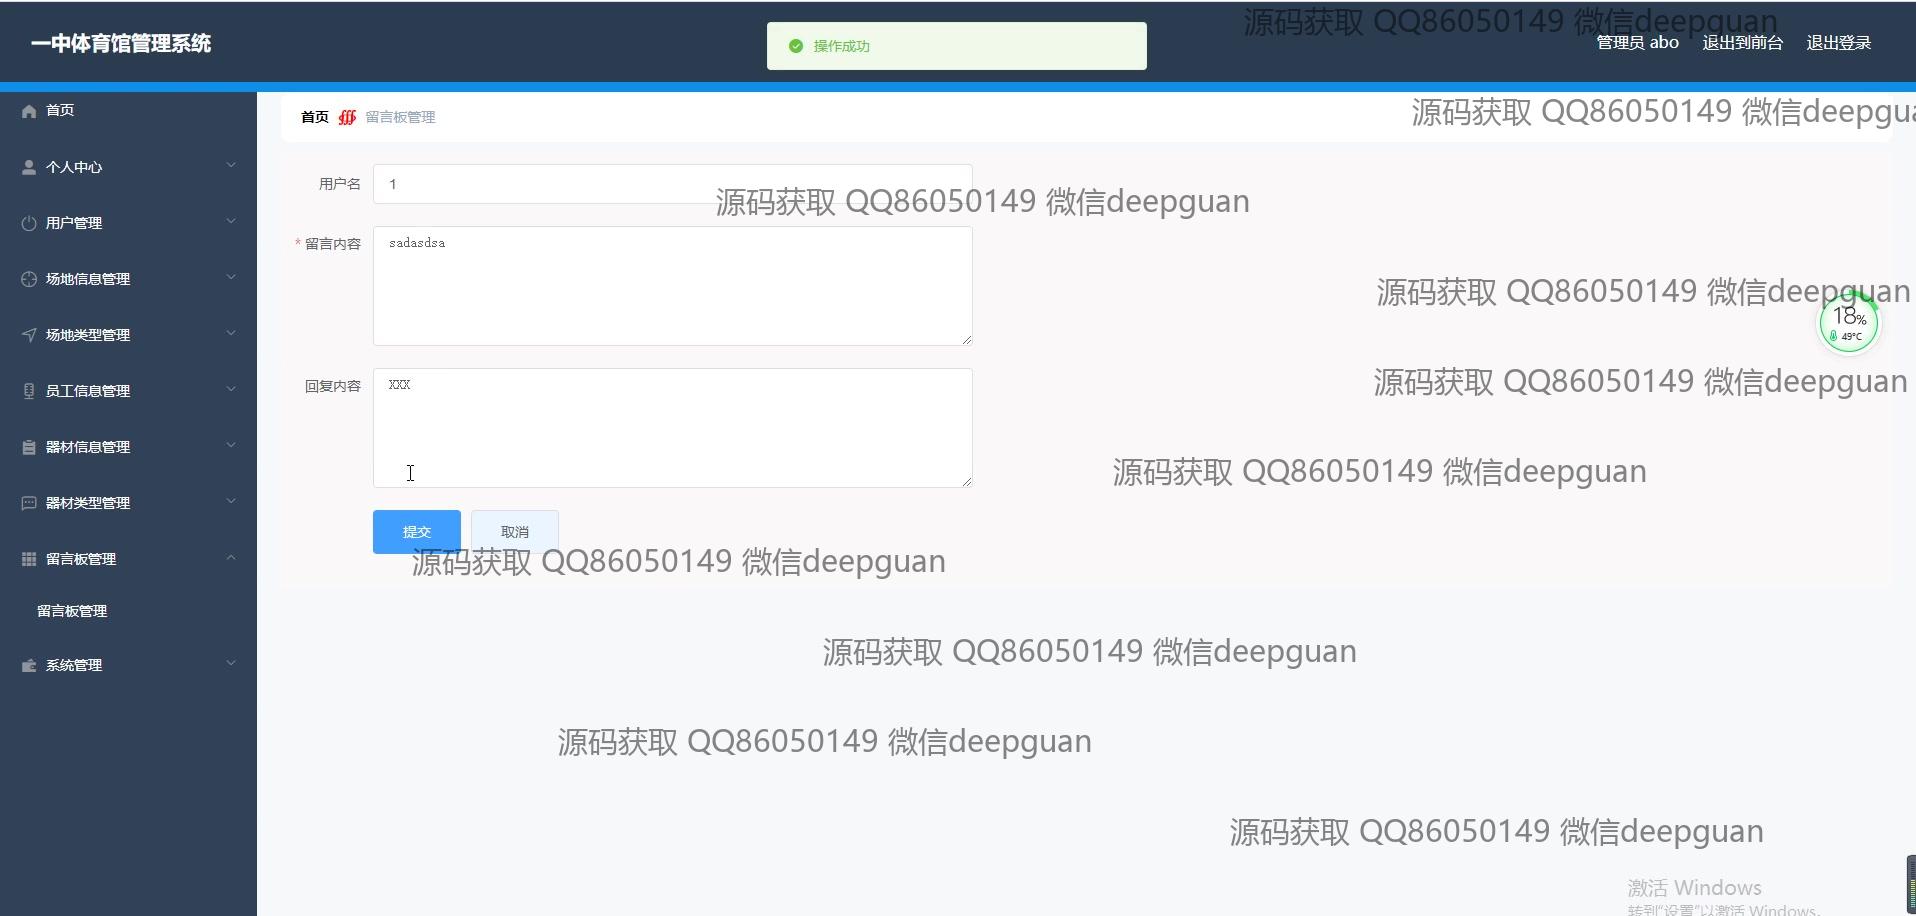 源码获取 QQ86050149 微信deepguan
一中体育馆管理系统
操作成功
管理员 abo 退出到前台 退出登录
首页
首页 留言板管理
源码获取 QQ86050149 微信deepgua
个人中心
用户名 1
源码获取 QQ86050149 微信deepguan
用户管理
* 留言内容 sadasdsa
场地信息管理
源码获取 QQ86050149 微信deepguan
18%
49°C
场地类型管理
员工信息管理
回复内容 XXX
源码获取 QQ86050149 微信deepguan
器材信息管理
源码获取 QQ86050149 微信deepguan
器材类型管理
提交 取消
留言板管理
源码获取 QQ86050149 微信deepguan
留言板管理
源码获取 QQ86050149 微信deepguan
系统管理
源码获取 QQ86050149 微信deepguan
源码获取 QQ86050149 微信deepguan
激活 Windows
转到“设置”以激活 Windows。